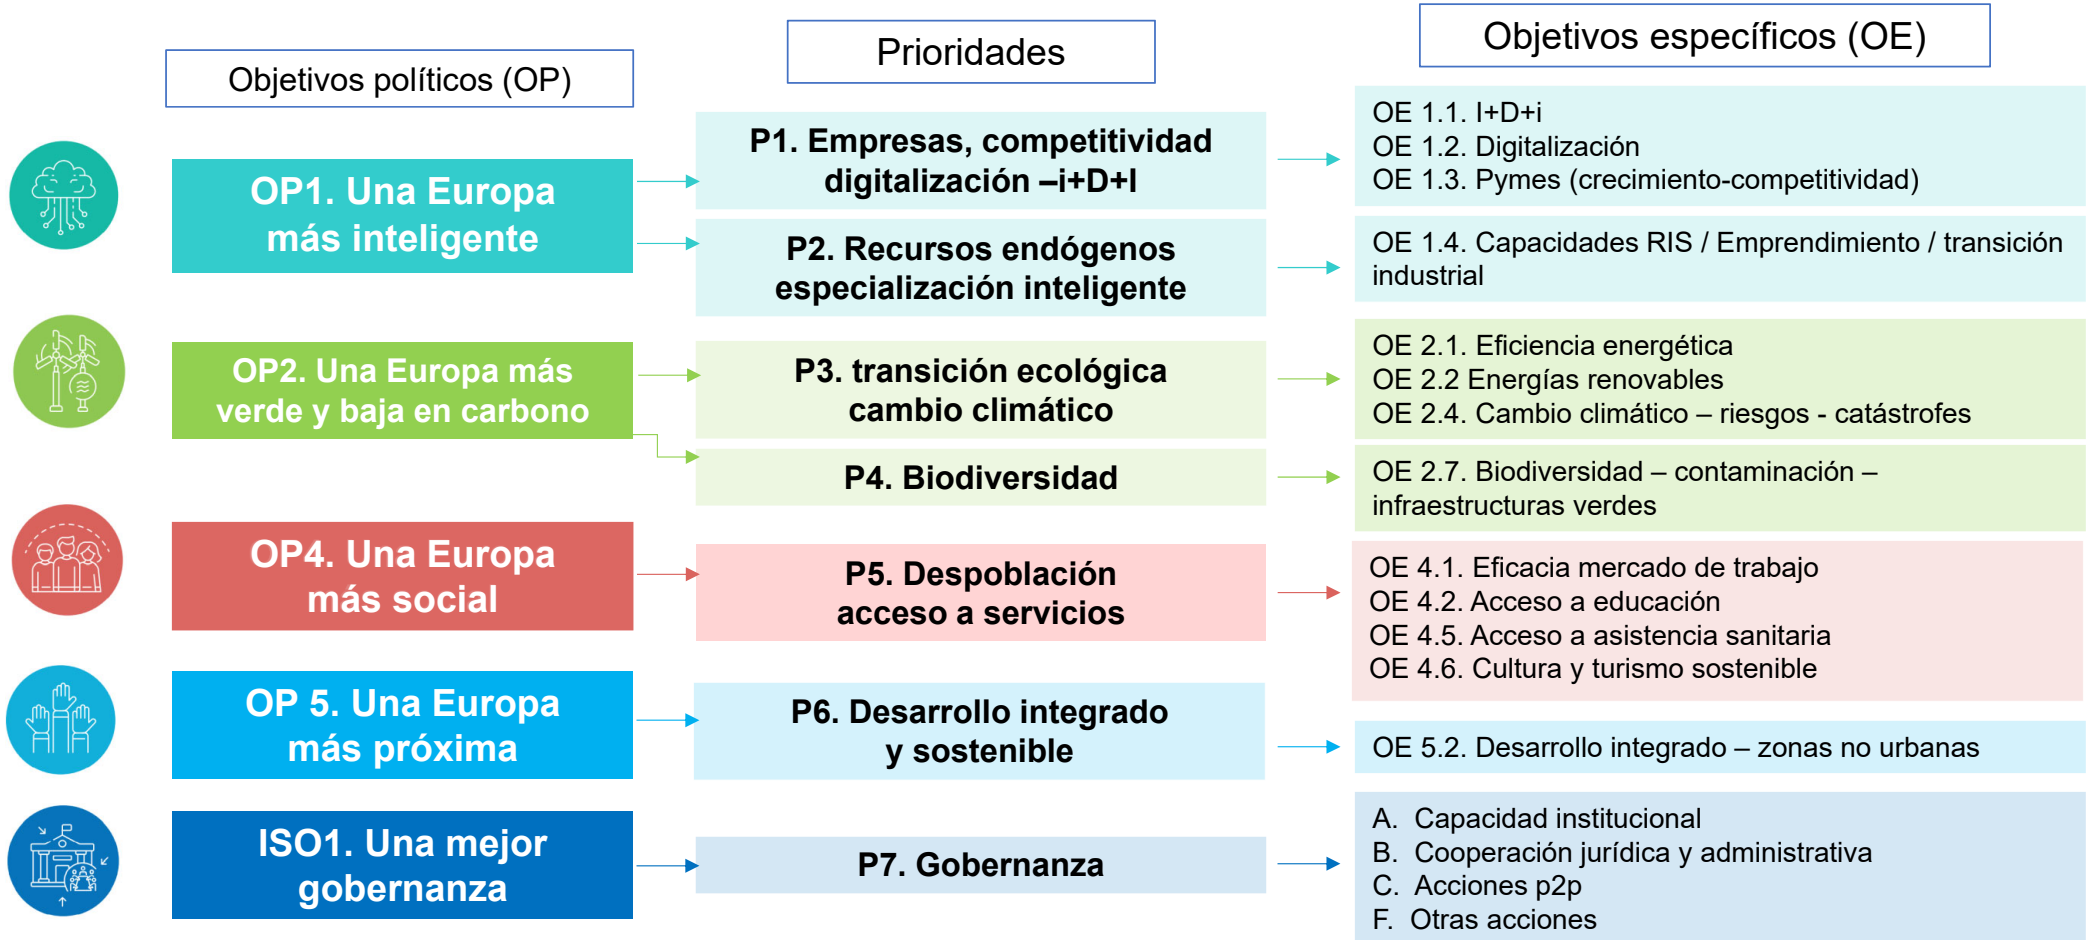 Objetivos políticos (OP)
Prioridades
Objetivos específicos (OE)
OP1. Una Europa
más inteligente
P1. Empresas, competitividad
digitalización –i+D+I
OE 1.1. I+D+i
OE 1.2. Digitalización
OE 1.3. Pymes (crecimiento-competitividad)
P2. Recursos endógenos
especialización inteligente
OE 1.4. Capacidades RIS / Emprendimiento / transición
industrial
OP2. Una Europa más
verde y baja en carbono
P3. transición ecológica
cambio climático
OE 2.1. Eficiencia energética
OE 2.2 Energías renovables
OE 2.4. Cambio climático – riesgos - catástrofes
P4. Biodiversidad
OE 2.7. Biodiversidad – contaminación –
infraestructuras verdes
OP4. Una Europa
más social
P5. Despoblación
acceso a servicios
OE 4.1. Eficacia mercado de trabajo
OE 4.2. Acceso a educación
OE 4.5. Acceso a asistencia sanitaria
OE 4.6. Cultura y turismo sostenible
OP 5. Una Europa
más próxima
P6. Desarrollo integrado
y sostenible
OE 5.2. Desarrollo integrado – zonas no urbanas
ISO1. Una mejor
gobernanza
P7. Gobernanza
A. Capacidad institucional
B. Cooperación jurídica y administrativa
C. Acciones p2p
F. Otras acciones